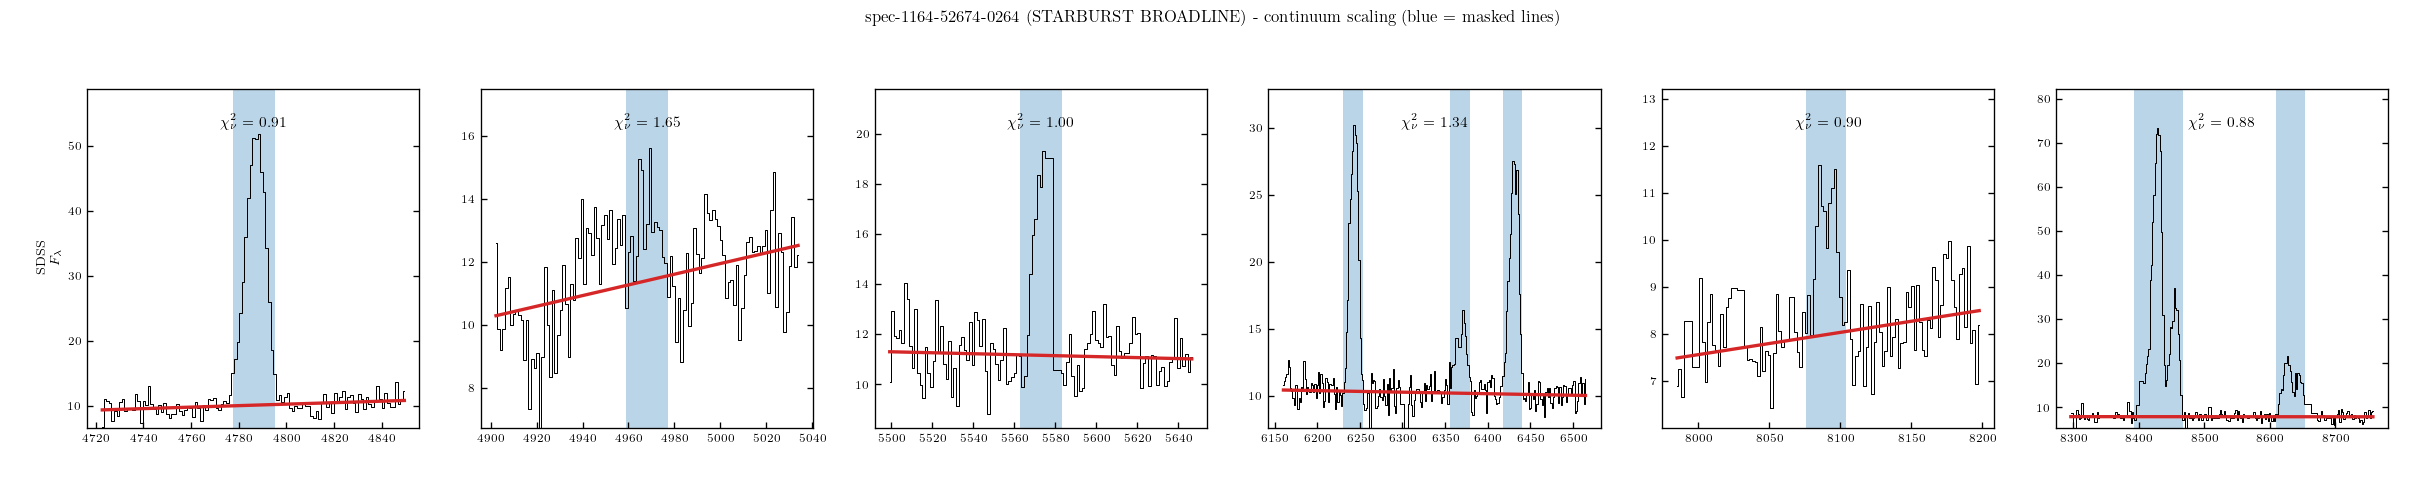 spec-1164-52674-0264 (STARBURST BROADLINE) - continuum scaling (blue = masked lines)
SDSS
F_λ
χ²_ν = 0.91
50
40
30
20
10
4720 4740 4760 4780 4800 4820 4840
χ²_ν = 1.65
16
14
12
10
8
4900 4920 4940 4960 4980 5000 5020 5040
χ²_ν = 1.00
20
18
16
14
12
10
5500 5520 5540 5560 5580 5600 5620 5640
χ²_ν = 1.34
30
25
20
15
10
6150 6200 6250 6300 6350 6400 6450 6500
χ²_ν = 0.90
13
12
11
10
9
8
7
8000 8050 8100 8150 8200
χ²_ν = 0.88
80
70
60
50
40
30
20
10
8300 8400 8500 8600 8700